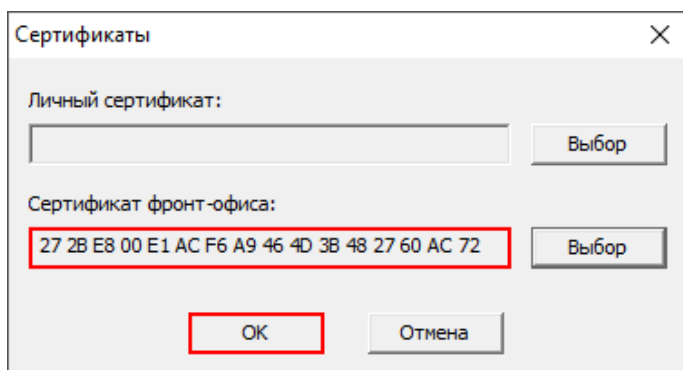 Сертификаты
Личный сертификат:
Выбор
Сертификат фронт-офиса:
27 2B E8 00 E1 AC F6 A9 46 4D 3B 48 27 60 AC 72 Выбор
OK Отмена